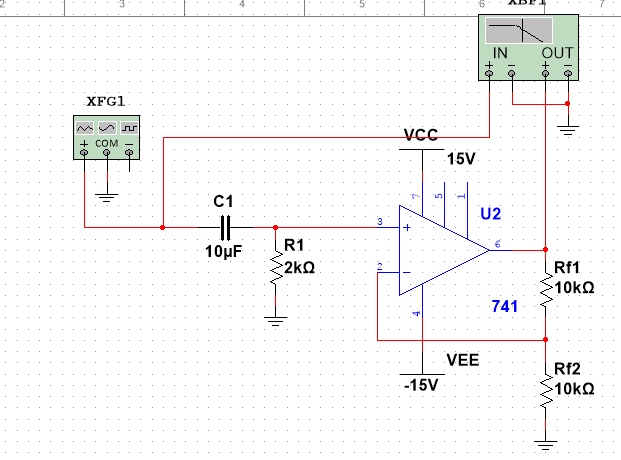 2 3 4 5 6 7
XBP1
IN OUT
+ − + −
XFG1
+ COM −
VCC
15V
7 5 1
C1
U2
3 +
6
10µF
R1
2kΩ
2 −
Rf1
10kΩ
4
741
VEE
-15V
Rf2
10kΩ